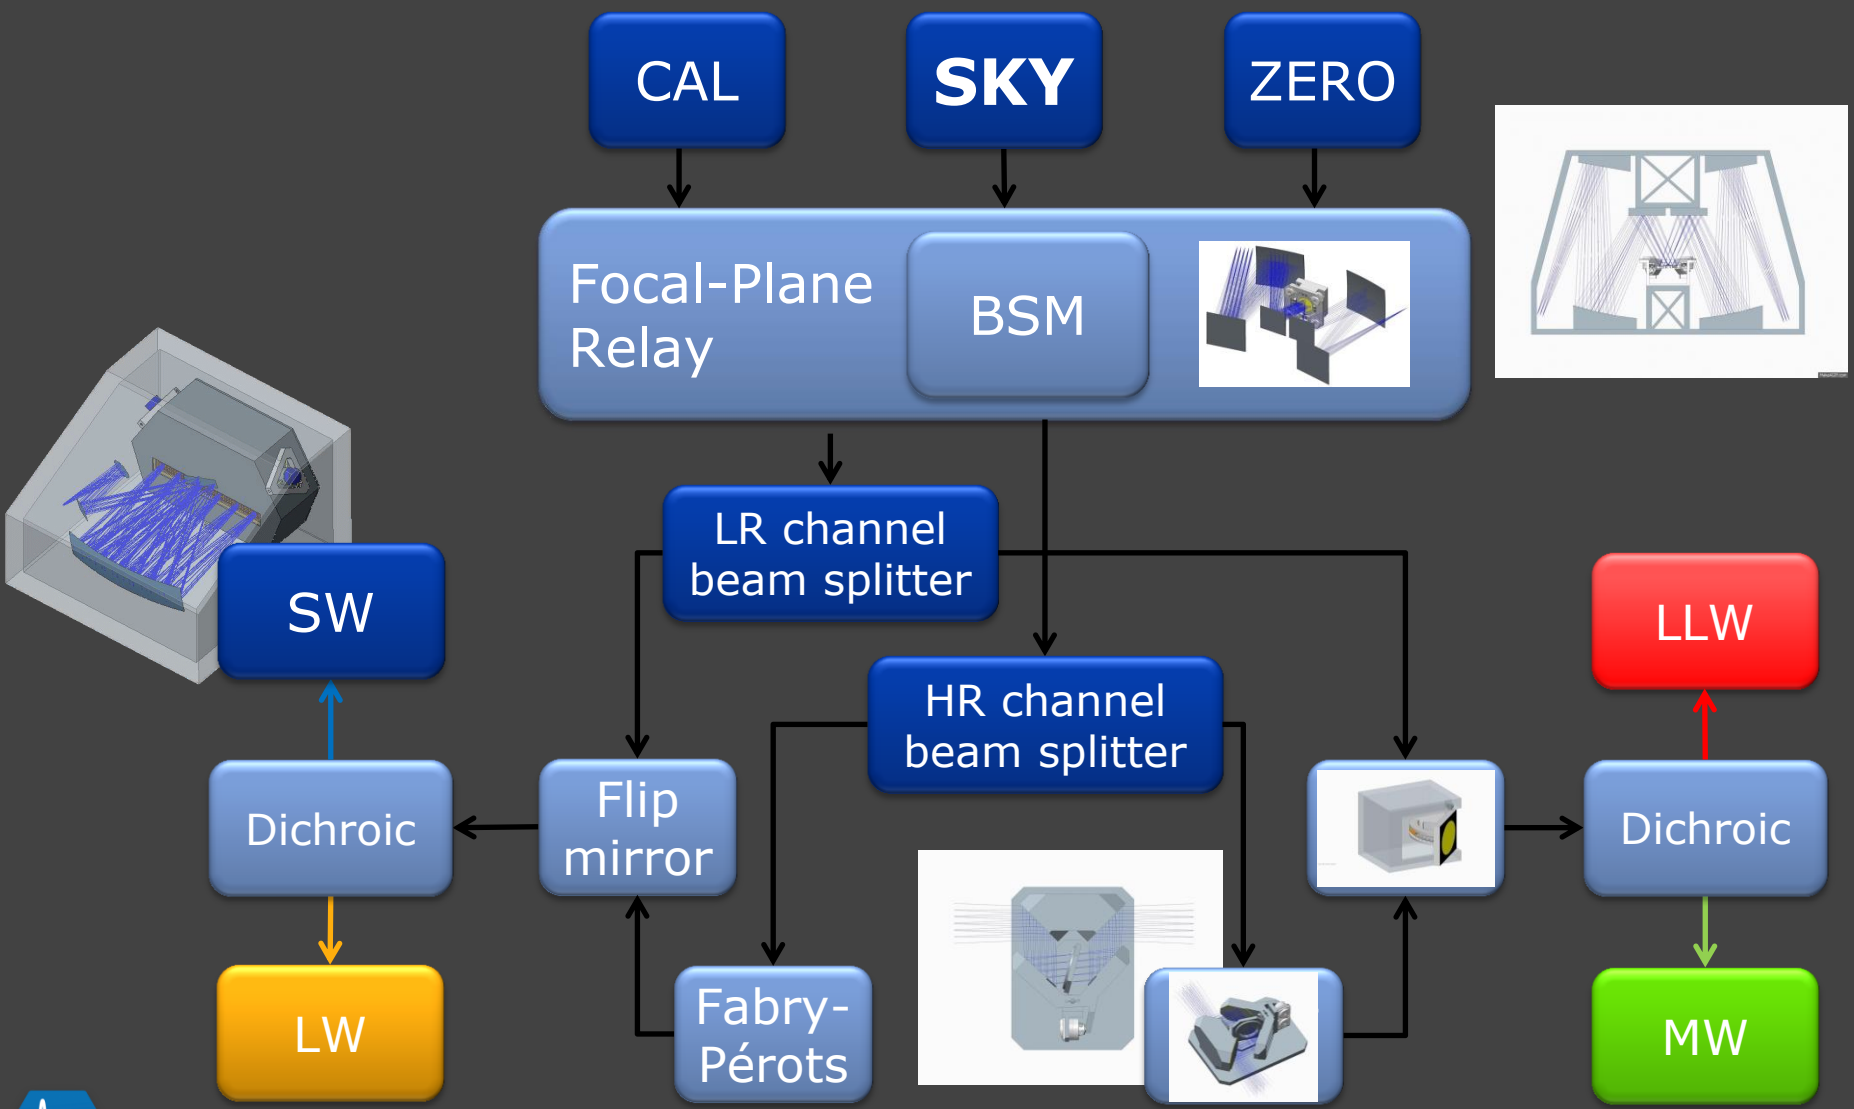 CAL
SKY
ZERO
Focal-Plane
Relay
BSM
LR channel
beam splitter
SW
LLW
HR channel
beam splitter
Dichroic
Flip
mirror
Dichroic
LW
Fabry-
Pérots
MW